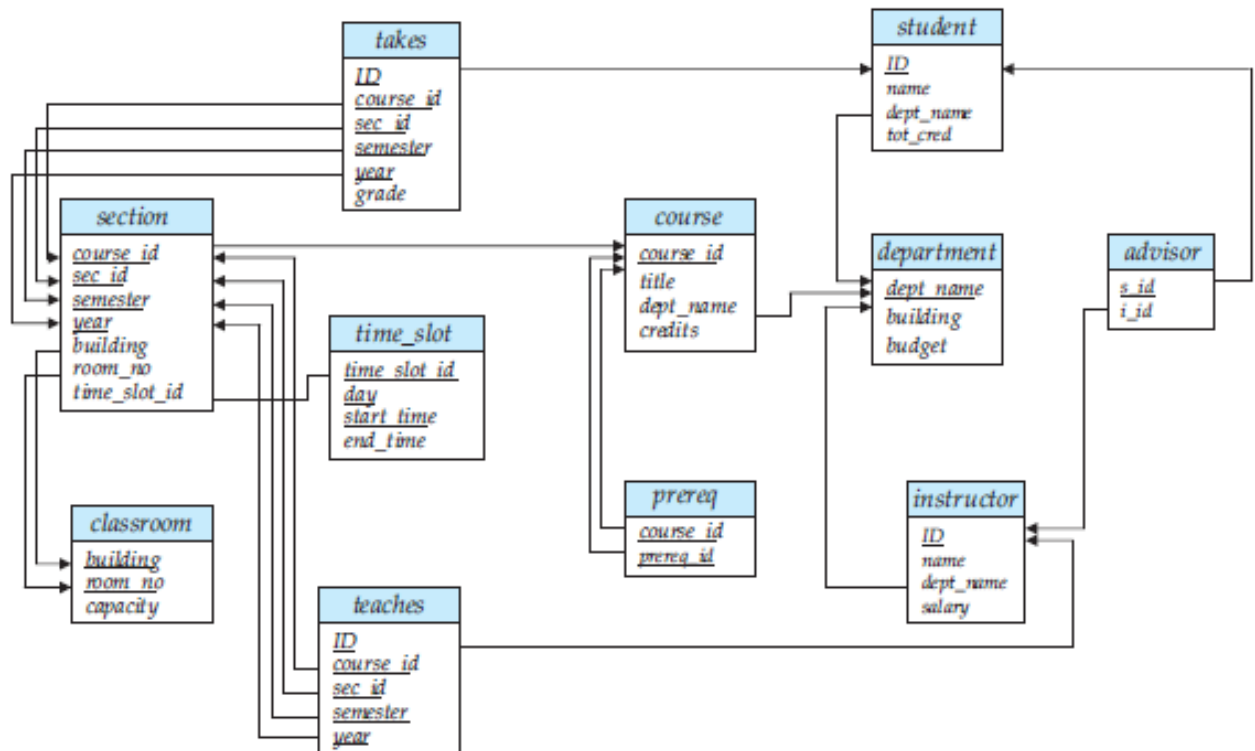 takes
ID
course_id
sec_id
semester
year
grade
student
ID
name
dept_name
tot_cred
section
course_id
sec_id
semester
year
building
room_no
time_slot_id
time_slot
time_slot_id
day
start_time
end_time
course
course_id
title
dept_name
credits
department
dept_name
building
budget
advisor
s_id
i_id
classroom
building
room_no
capacity
prereq
course_id
prereq_id
instructor
ID
name
dept_name
salary
teaches
ID
course_id
sec_id
semester
year